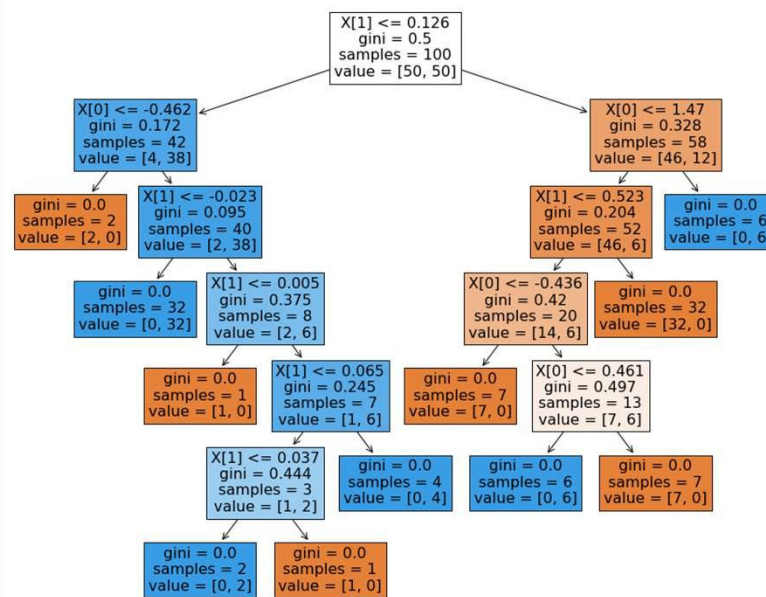 X[1] <= 0.126
gini = 0.5
samples = 100
value = [50, 50]
X[0] <= -0.462
gini = 0.172
samples = 42
value = [4, 38]
X[0] <= 1.47
gini = 0.328
samples = 58
value = [46, 12]
gini = 0.0
samples = 2
value = [2, 0]
X[1] <= -0.023
gini = 0.095
samples = 40
value = [2, 38]
X[1] <= 0.523
gini = 0.204
samples = 52
value = [46, 6]
gini = 0.0
samples = 6
value = [0, 6]
gini = 0.0
samples = 32
value = [0, 32]
X[1] <= 0.005
gini = 0.375
samples = 8
value = [2, 6]
X[0] <= -0.436
gini = 0.42
samples = 20
value = [14, 6]
gini = 0.0
samples = 32
value = [32, 0]
gini = 0.0
samples = 1
value = [1, 0]
X[1] <= 0.065
gini = 0.245
samples = 7
value = [1, 6]
gini = 0.0
samples = 7
value = [7, 0]
X[0] <= 0.461
gini = 0.497
samples = 13
value = [7, 6]
X[1] <= 0.037
gini = 0.444
samples = 3
value = [1, 2]
gini = 0.0
samples = 4
value = [0, 4]
gini = 0.0
samples = 6
value = [0, 6]
gini = 0.0
samples = 7
value = [7, 0]
gini = 0.0
samples = 2
value = [0, 2]
gini = 0.0
samples = 1
value = [1, 0]